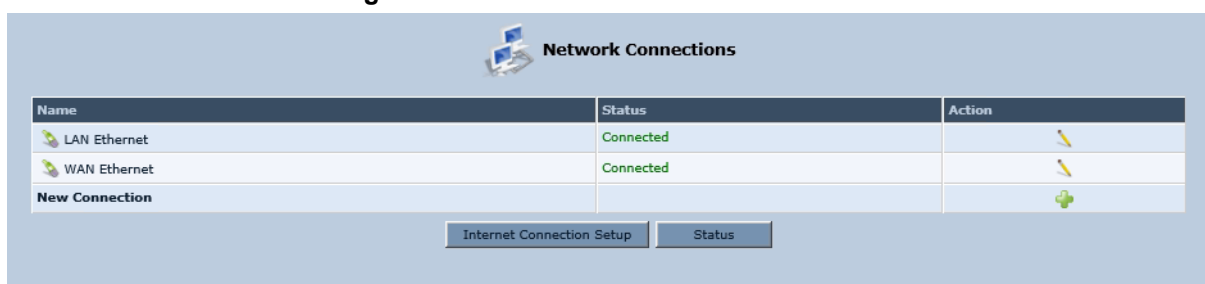 Network Connections
Name Status Action
LAN Ethernet Connected
WAN Ethernet Connected
New Connection
Internet Connection Setup Status